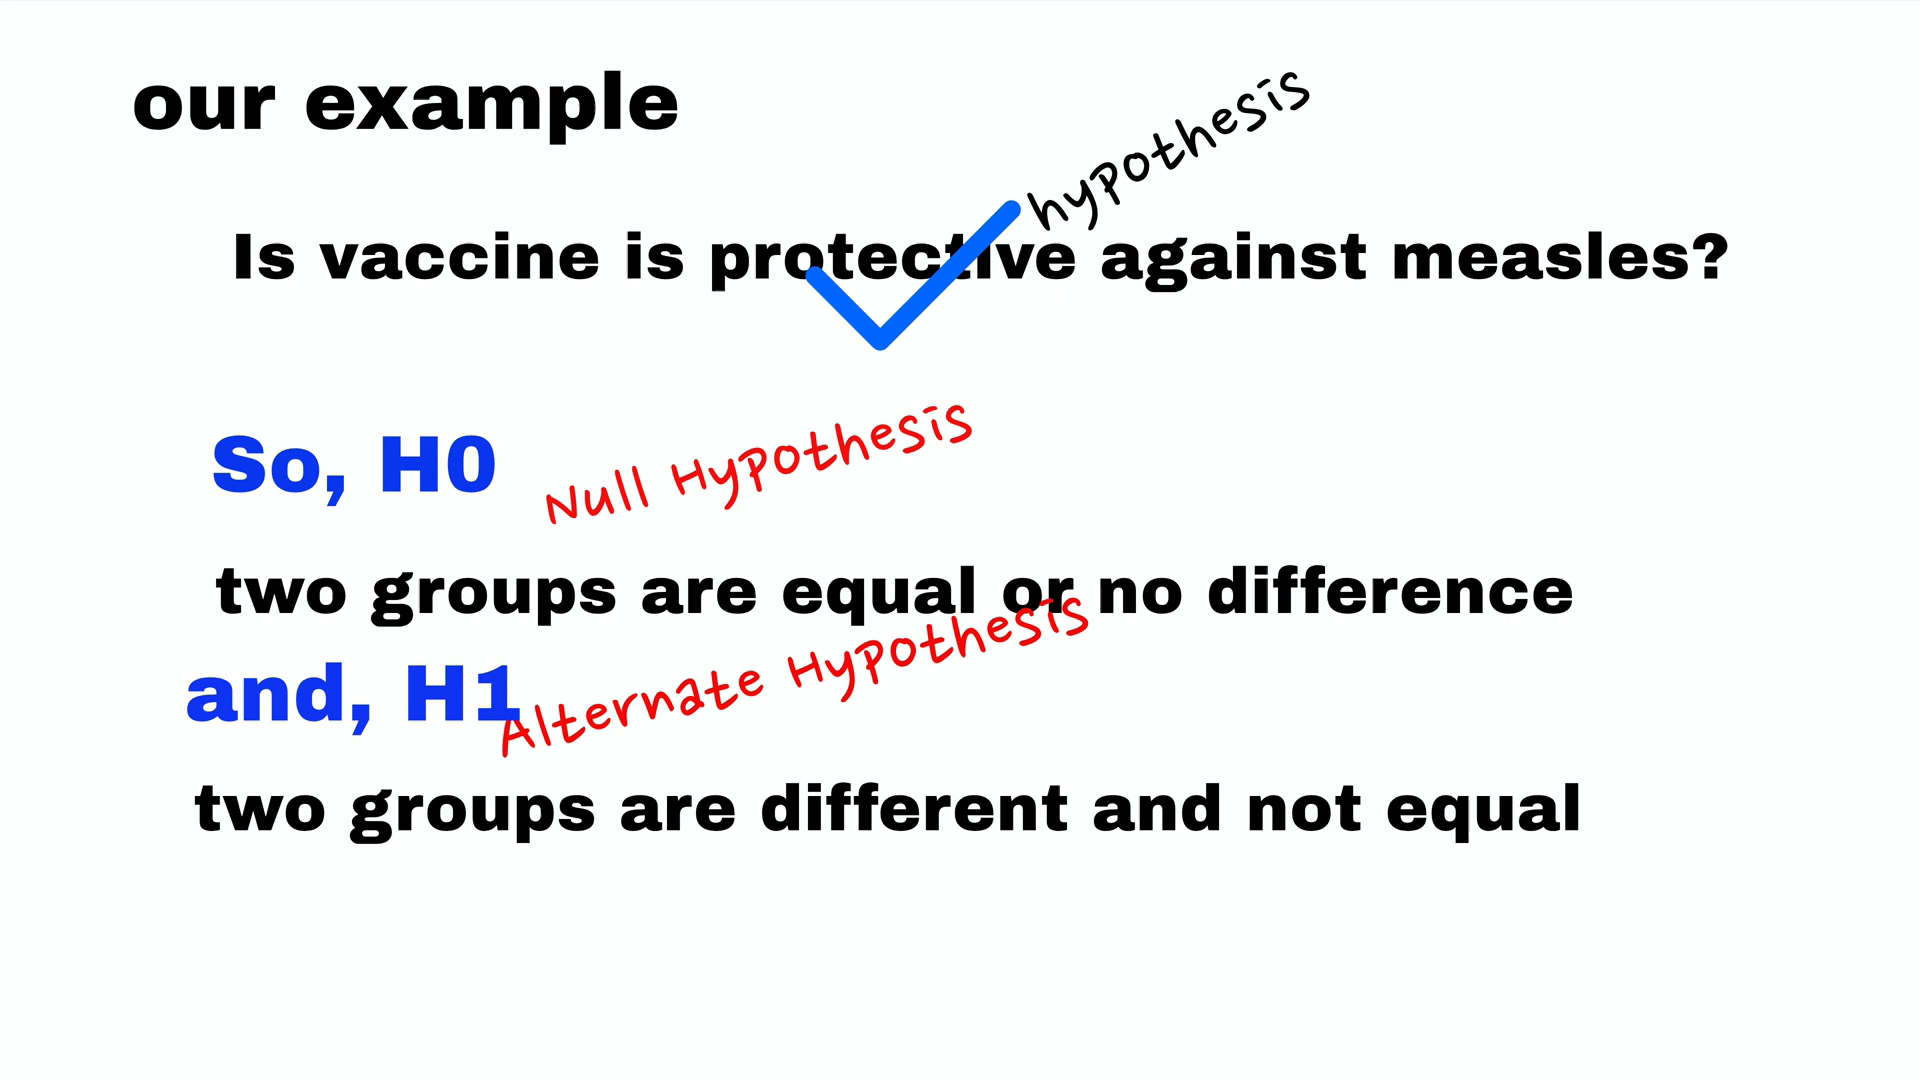 our example
hypothesis
Is vaccine is protective against measles?
So, H0
Null Hypothesis
two groups are equal or no difference
and, H1
Alternate Hypothesis
two groups are different and not equal